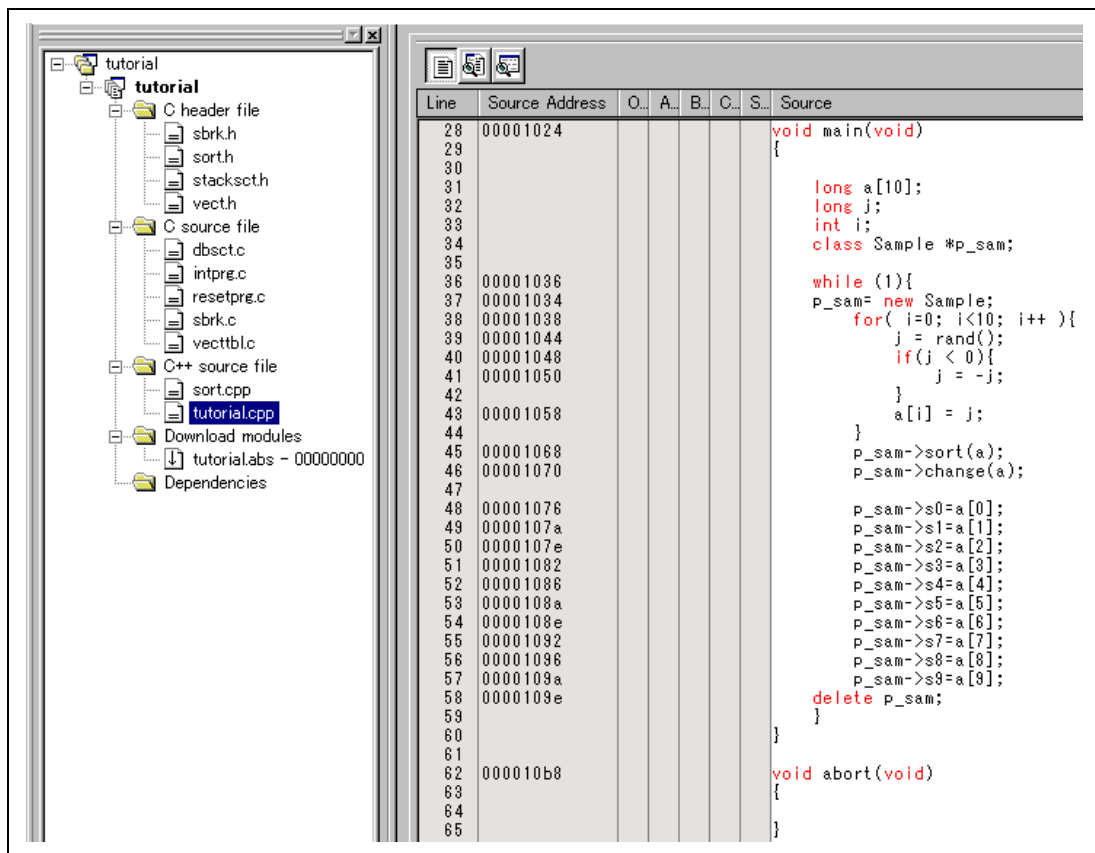 tutorial
tutorial
C header file
sbrk.h
sort.h
stacksct.h
vect.h
C source file
dbsct.c
intprg.c
resetprg.c
sbrk.c
vecttbl.c
C++ source file
sort.cpp
tutorial.cpp
Download modules
tutorial.abs - 00000000
Dependencies
Line Source Address O... A... B... C... S... Source
28 00001024 void main(void)
29 {
30
31 long a[10];
32 long j;
33 int i;
34 class Sample *p_sam;
35
36 00001036 while (1){
37 00001034 p_sam= new Sample;
38 00001038 for( i=0; i<10; i++ ){
39 00001044 j = rand();
40 00001048 if(j < 0){
41 00001050 j = -j;
42 }
43 00001058 a[i] = j;
44 }
45 00001068 p_sam->sort(a);
46 00001070 p_sam->change(a);
47
48 00001076 p_sam->s0=a[0];
49 0000107a p_sam->s1=a[1];
50 0000107e p_sam->s2=a[2];
51 00001082 p_sam->s3=a[3];
52 00001086 p_sam->s4=a[4];
53 0000108a p_sam->s5=a[5];
54 0000108e p_sam->s6=a[6];
55 00001092 p_sam->s7=a[7];
56 00001096 p_sam->s8=a[8];
57 0000109a p_sam->s9=a[9];
58 0000109e delete p_sam;
59 }
60 }
61
62 000010b8 void abort(void)
63 {
64
65 }